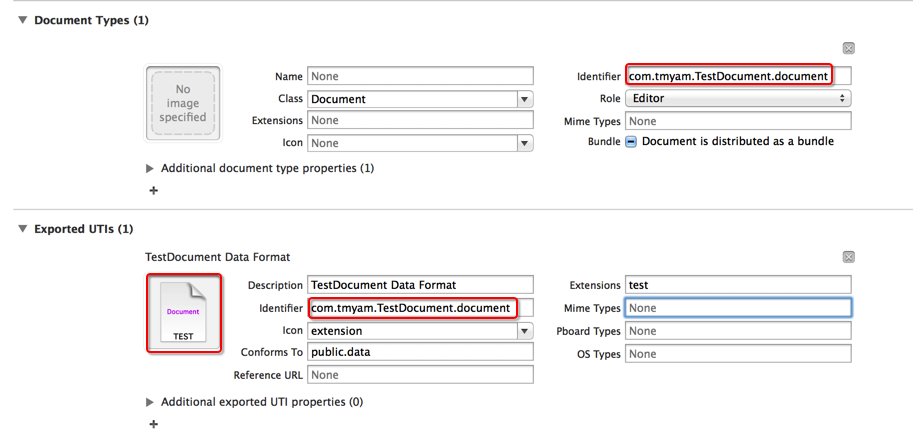 Document Types (1)
No
image
specified
Name None
Identifier com.tmyam.TestDocument.document
Class Document
Role Editor
Extensions None
Mime Types None
Icon None
Bundle Document is distributed as a bundle
Additional document type properties (1)
Exported UTIs (1)
TestDocument Data Format
Document
TEST
Description TestDocument Data Format
Extensions test
Identifier com.tmyam.TestDocument.document
Mime Types None
Icon extension
Pboard Types None
Conforms To public.data
OS Types None
Reference URL None
Additional exported UTI properties (0)